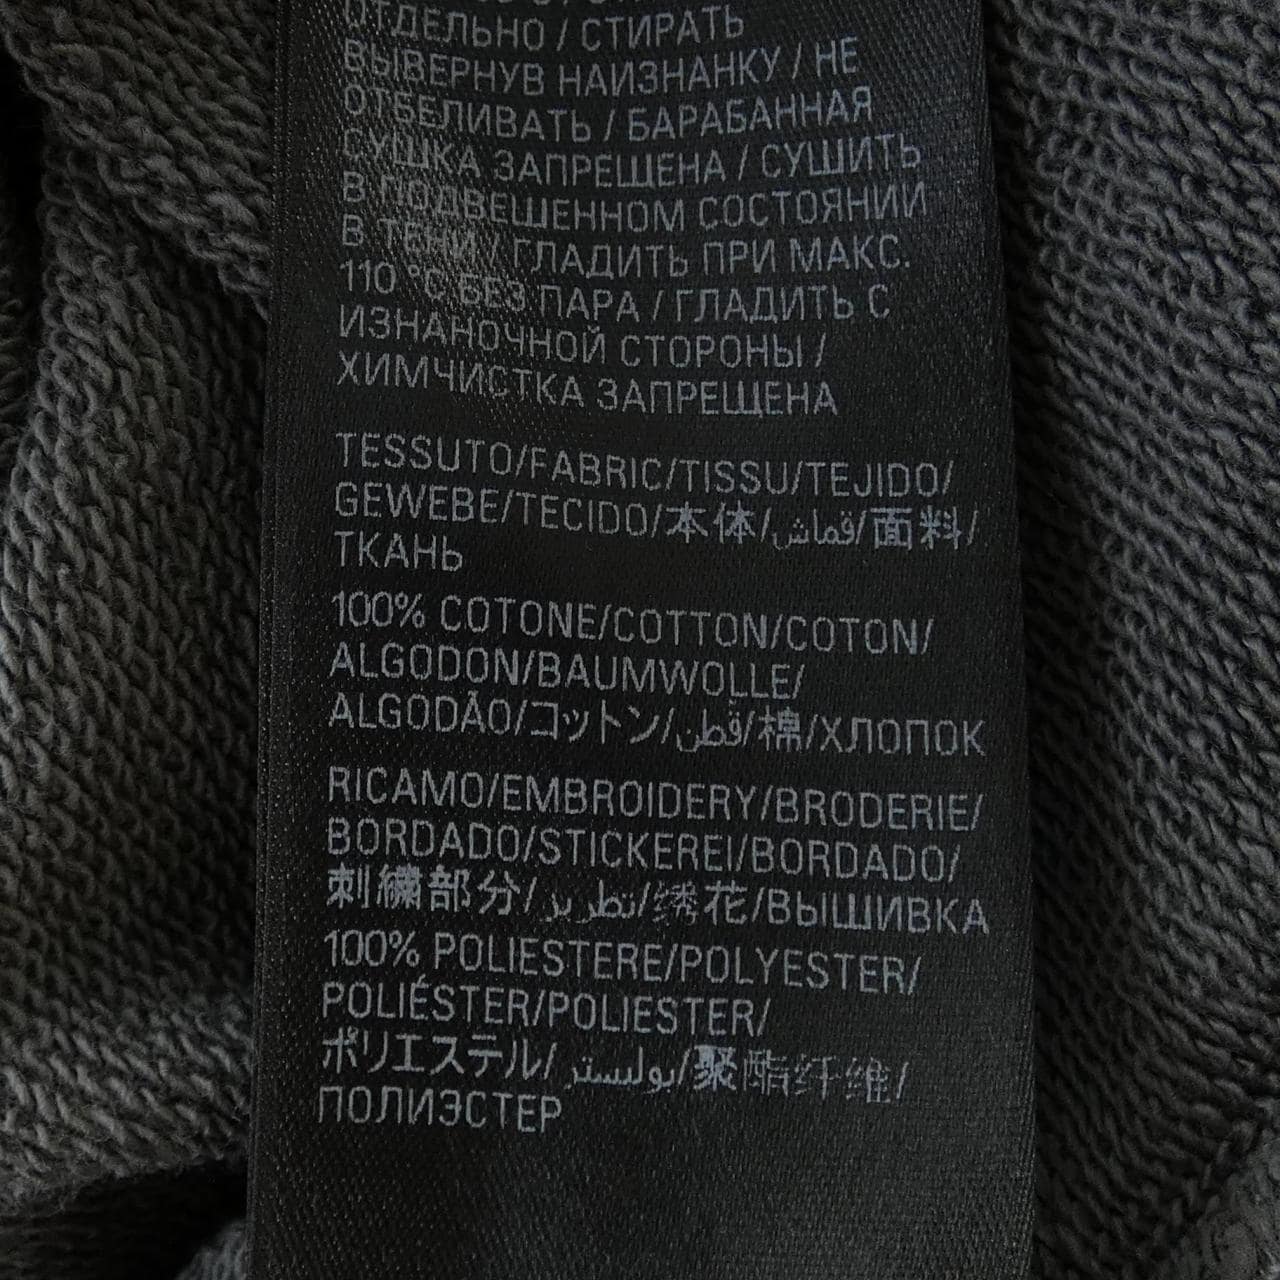 ОТДЕЛЬНО / СТИРАТЬ
ВЫВЕРНУВ НАИЗНАНКУ / НЕ
ОТБЕЛИВАТЬ / БАРАБАННАЯ
СУШКА ЗАПРЕЩЕНА / СУШИТЬ
В ПОДВЕШЕННОМ СОСТОЯНИИ
В ТЕНИ / ГЛАДИТЬ ПРИ МАКС.
110 °C БЕЗ ПАРА / ГЛАДИТЬ С
ИЗНАНОЧНОЙ СТОРОНЫ /
ХИМЧИСТКА ЗАПРЕЩЕНА
TESSUTO/FABRIC/TISSU/TEJIDO/
GEWEBE/TECIDO/本体/قماش/面料/
ТКАНЬ
100% COTONE/COTTON/COTON/
ALGODON/BAUMWOLLE/
ALGODÃO/コットン/قطن/棉/ХЛОПОК
RICAMO/EMBROIDERY/BRODERIE/
BORDADO/STICKEREI/BORDADO/
刺繍部分/تطريز/绣花/ВЫШИВКА
100% POLIESTERE/POLYESTER/
POLIÉSTER/POLIESTER/
ポリエステル/بوليستر/聚酯纤维/
ПОЛИЭСТЕР